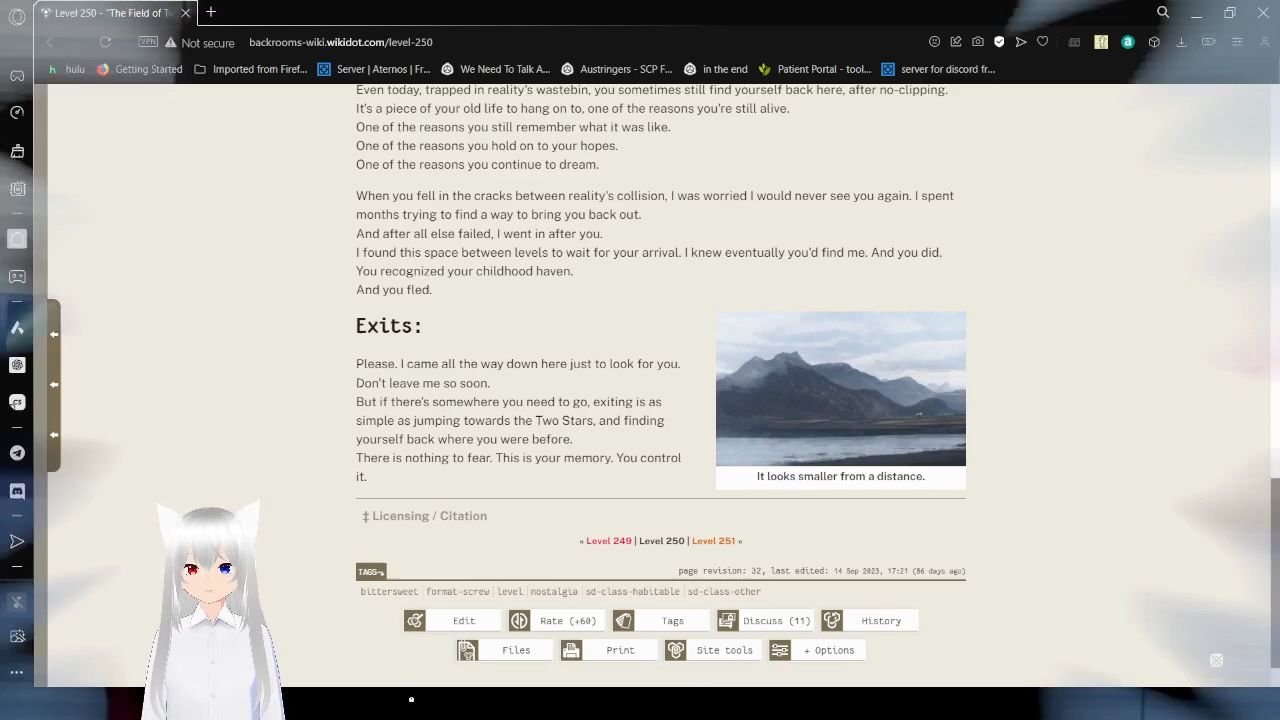 Level 250 - "The Field of Tw
VPN Not secure backrooms-wiki.wikidot.com/level-250
hulu Getting Started Imported from Firef... Server | Aternos | Fr... We Need To Talk A... Austringers - SCP F... in the end Patient Portal - tool... server for discord fr...
Even today, trapped in reality's wastebin, you sometimes still find yourself back here, after no-clipping.
It's a piece of your old life to hang on to, one of the reasons you're still alive.
One of the reasons you still remember what it was like.
One of the reasons you hold on to your hopes.
One of the reasons you continue to dream.
When you fell in the cracks between reality's collision, I was worried I would never see you again. I spent
months trying to find a way to bring you back out.
And after all else failed, I went in after you.
I found this space between levels to wait for your arrival. I knew eventually you'd find me. And you did.
You recognized your childhood haven.
And you fled.
Exits:
Please. I came all the way down here just to look for you.
Don't leave me so soon.
But if there's somewhere you need to go, exiting is as
simple as jumping towards the Two Stars, and finding
yourself back where you were before.
There is nothing to fear. This is your memory. You control
it.
It looks smaller from a distance.
‡ Licensing / Citation
« Level 249 | Level 250 | Level 251 »
TAGS
page revision: 32, last edited: 14 Sep 2023, 17:21 (86 days ago)
bittersweet format-screw level nostalgia sd-class-habitable sd-class-other
Edit Rate (+60) Tags Discuss (11) History
Files Print Site tools + Options